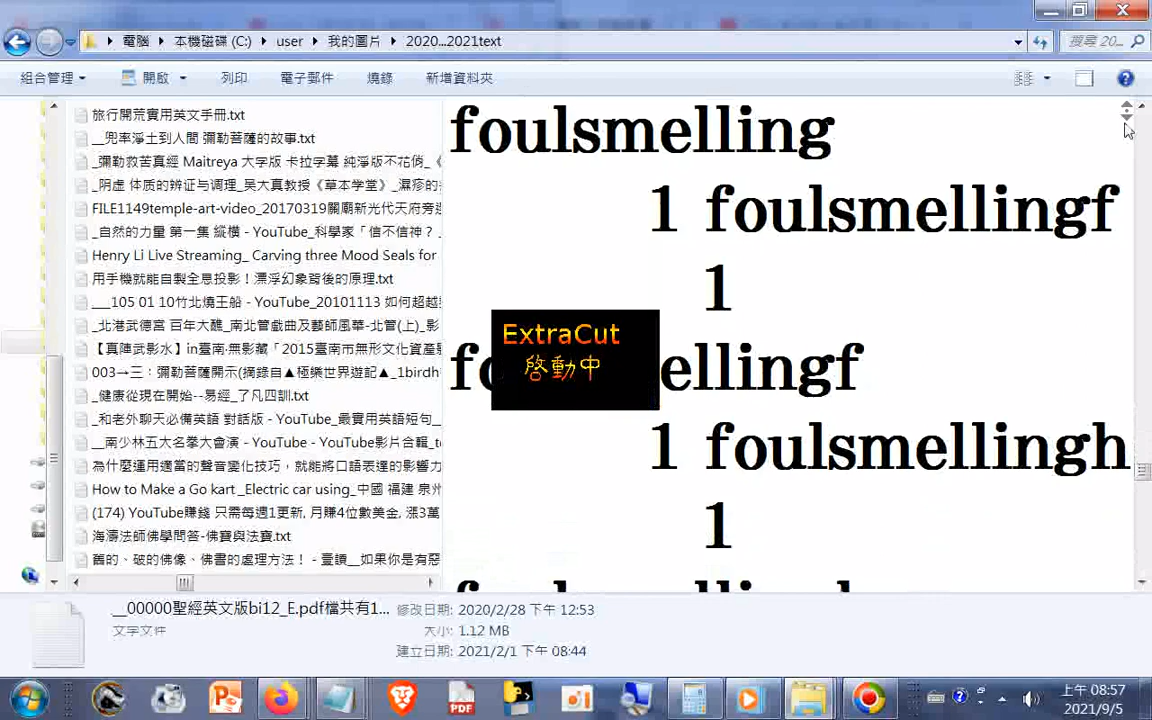 電腦 本機磁碟 (C:) user 我的圖片 2020...2021text
搜尋 20...
組合管理 開啟 列印 電子郵件 燒錄 新增資料夾
旅行開荒實用英文手冊.txt
__兜率淨土到人間 彌勒菩薩的故事.txt
_彌勒救苦真經 Maitreya 大字版 卡拉字幕 純淨版不花俏_《
_阴虚 体质的辨证与调理_吴大真教授《草本学堂》_濕疹的
FILE1149temple-art-video_20170319關廟新光代天府旁
_自然的力量 第一集 縱橫 - YouTube_科學家「信不信神？
Henry Li Live Streaming_ Carving three Mood Seals for
用手機就能自製全息投影！漂浮幻象背後的原理.txt
___105 01 10竹北燒王船 - YouTube_20101113 如何超越
_北港武德宮 百年大醮_南北管戲曲及藝師風華-北管(上)_影
【真陣武影水】in臺南·無影藏「2015臺南市無形文化資產
003→三：彌勒菩薩開示(摘錄自▲極樂世界遊記▲_1birdh
_健康從現在開始--易經_了凡四訓.txt
_和老外聊天必備英語 對話版 - YouTube_最實用英語短句
__南少林五大名拳大會演 - YouTube - YouTube影片合輯_t
為什麼運用適當的聲音變化技巧，就能將口語表達的影響力
How to Make a Go kart _Electric car using_中國 福建 泉州
(174) YouTube賺錢 只需每週1更新, 月賺4位數美金, 漲3萬
海濤法師佛學問答-佛寶與法寶.txt
舊的、破的佛像、佛書的處理方法！ - 壹讀__如果你是有惡
foulsmelling
1 foulsmellingf
1
ellingf
1 foulsmellingh
1
ExtraCut
啟動中
__00000聖經英文版bi12_E.pdf檔共有1...
文字文件
修改日期: 2020/2/28 下午 12:53
大小: 1.12 MB
建立日期: 2021/2/1 下午 08:44
PDF
上午 08:57
2021/9/5